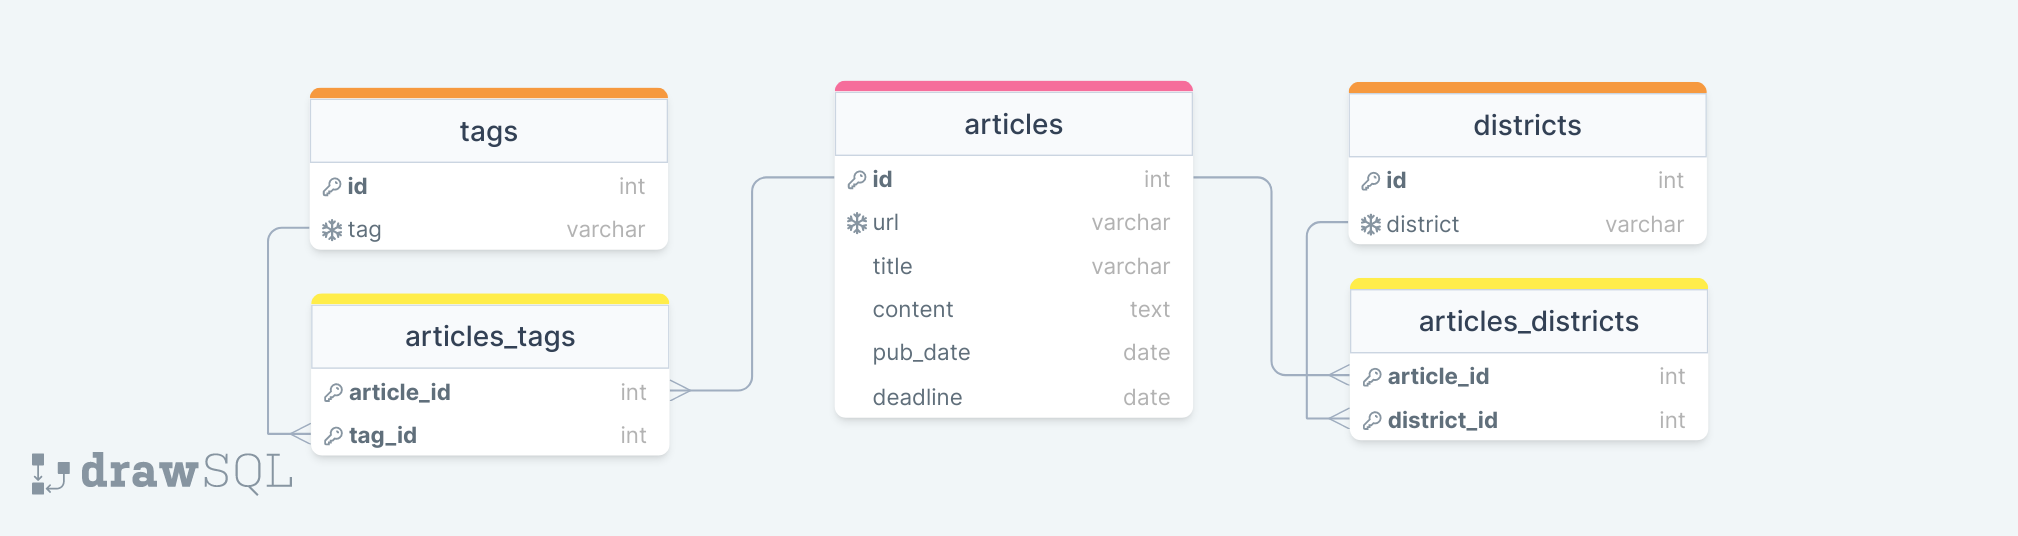 tags
id int
tag varchar
articles_tags
article_id int
tag_id int
articles
id int
url varchar
title varchar
content text
pub_date date
deadline date
districts
id int
district varchar
articles_districts
article_id int
district_id int
drawSQL